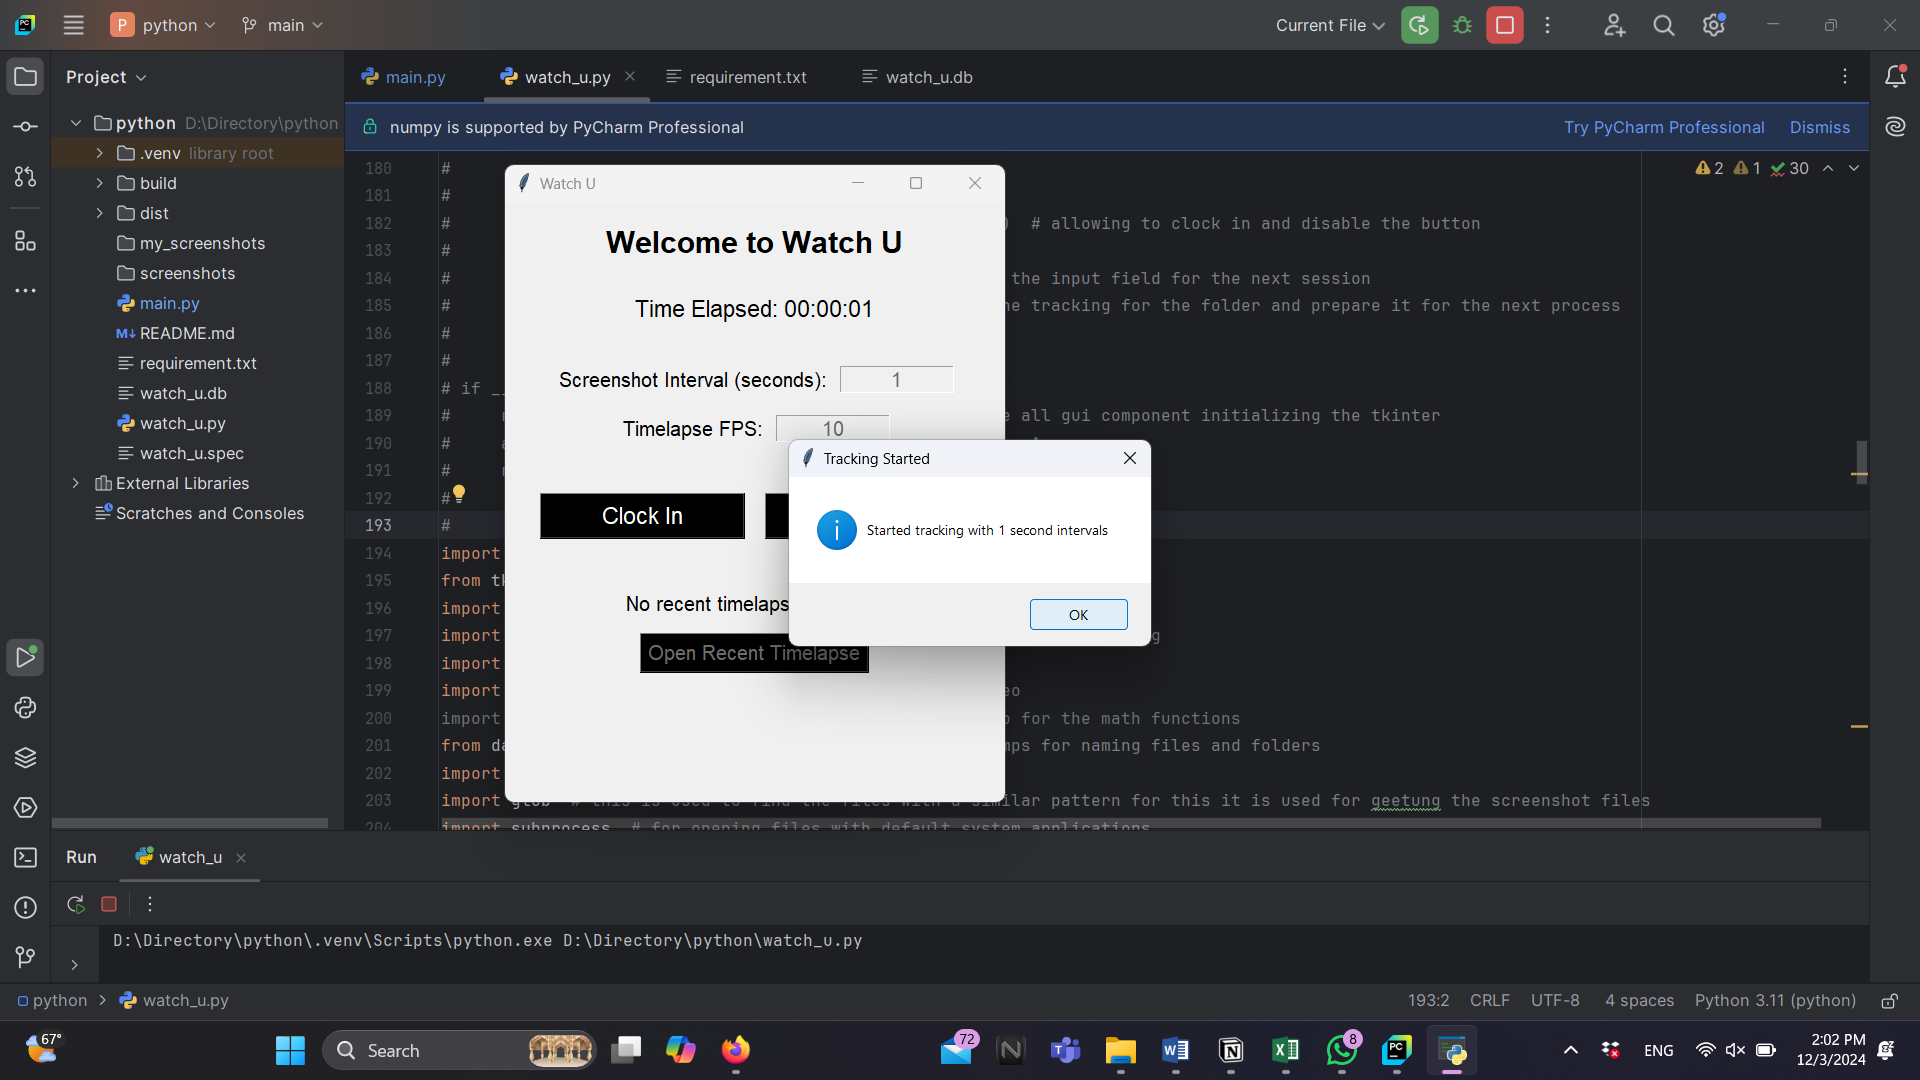 P python main
Current File
Project
main.py
watch_u.py
requirement.txt
watch_u.db
numpy is supported by PyCharm Professional
Try PyCharm Professional
Dismiss
python D:\Directory\python
.venv library root
build
dist
my_screenshots
screenshots
main.py
README.md
requirement.txt
watch_u.db
watch_u.py
watch_u.spec
External Libraries
Scratches and Consoles
2 1 30
180 #
181 #
182 # ) # allowing to clock in and disable the button
183 #
184 # the input field for the next session
185 # tracking for the folder and prepare it for the next process
186 #
187 #
188 # if
189 # all gui component initializing the tkinter
190 #
191 #
192 #
193 #
194 import
195 from
196 import
197 import
198 import
199 import
200 import for the math functions
201 from for naming files and folders
202 import
203 import glob # this is used to find the files with a similar pattern for this it is used for geetung the screenshot files
204 import subprocess # for opening files with default system applications
Watch U
Welcome to Watch U
Time Elapsed: 00:00:01
Screenshot Interval (seconds): 1
Timelapse FPS: 10
Clock In
No recent
Open Recent Timelapse
Tracking Started
Started tracking with 1 second intervals
OK
Run
watch_u
D:\Directory\python\.venv\Scripts\python.exe D:\Directory\python\watch_u.py
python > watch_u.py
193:2 CRLF UTF-8 4 spaces Python 3.11 (python)
67°
Search
72
8
ENG
2:02 PM
12/3/2024